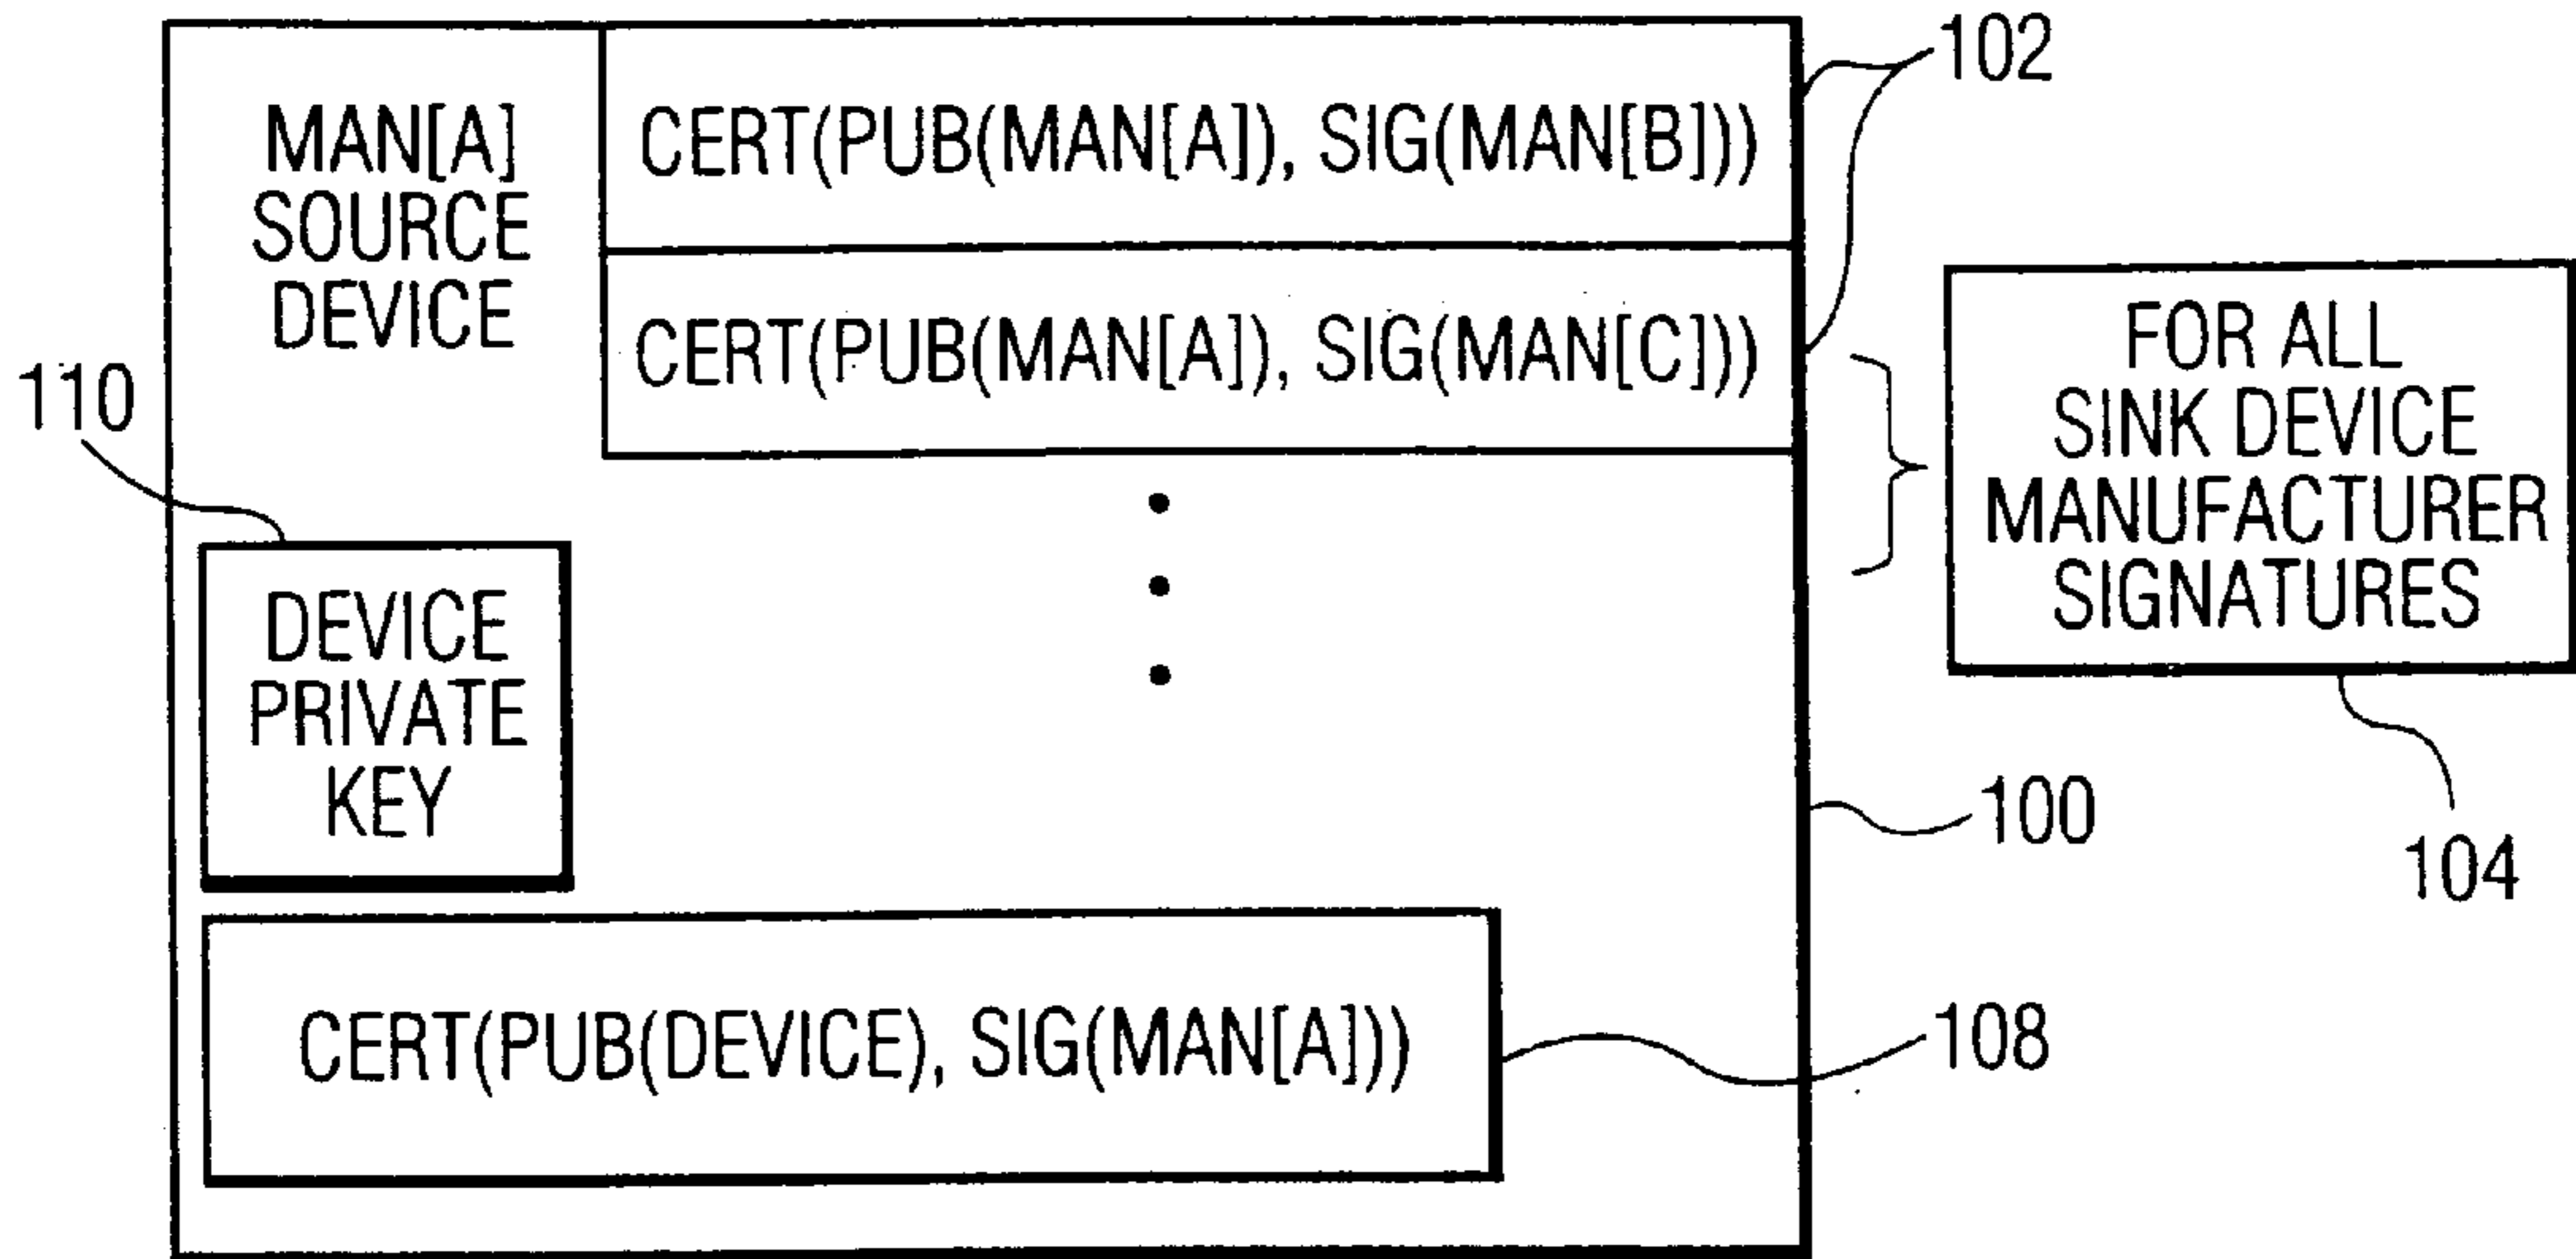 MAN[A]
SOURCE
DEVICE
CERT(PUB(MAN[A]), SIG(MAN[B]))
102
CERT(PUB(MAN[A]), SIG(MAN[C]))
FOR ALL
SINK DEVICE
MANUFACTURER
SIGNATURES
110
DEVICE
PRIVATE
KEY
100
104
CERT(PUB(DEVICE), SIG(MAN[A]))
108